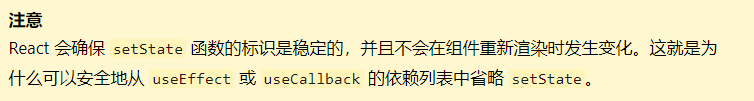 注意
React 会确保 setState 函数的标识是稳定的，并且不会在组件重新渲染时发生变化。这就是为
什么可以安全地从 useEffect 或 useCallback 的依赖列表中省略 setState。